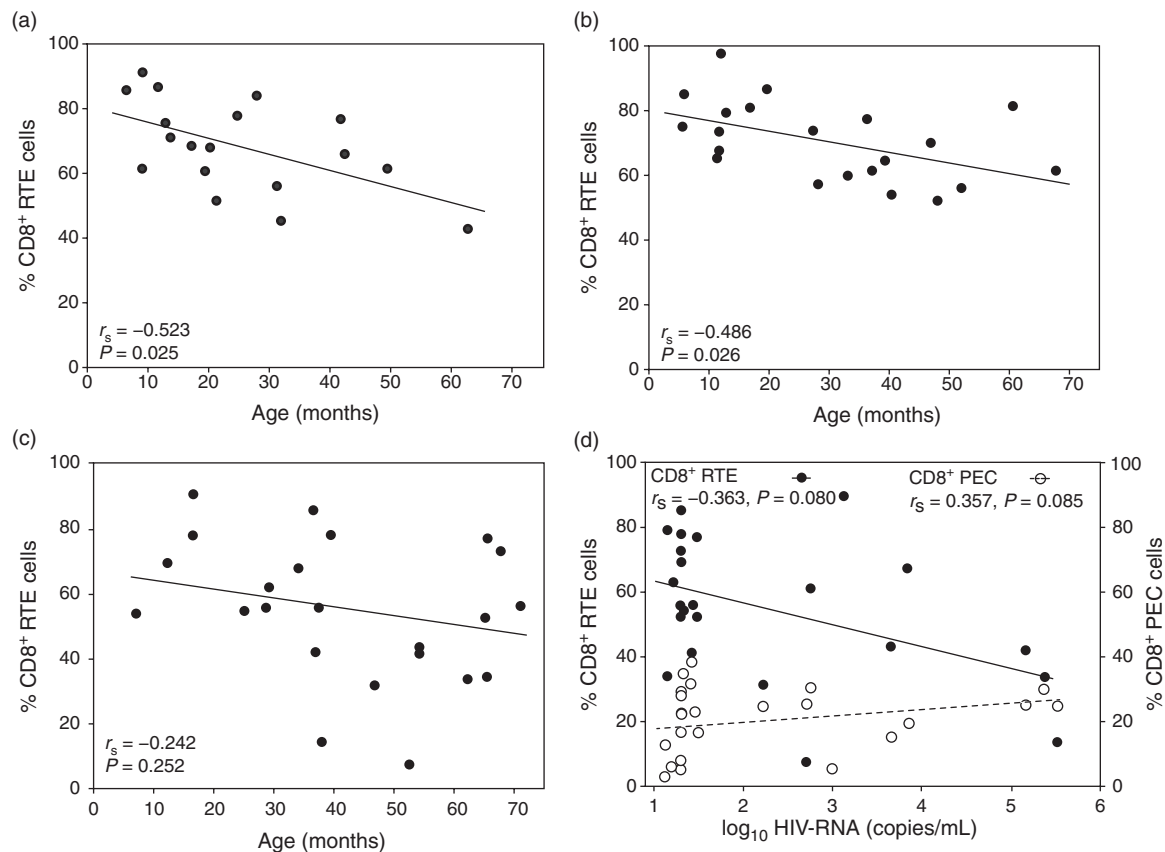 (a)
100
80
60
40
20
0
% CD8⁺ RTE cells
rₛ = −0.523
P = 0.025
0 10 20 30 40 50 60 70
Age (months)
(b)
100
80
60
40
20
0
% CD8⁺ RTE cells
rₛ = −0.486
P = 0.026
0 10 20 30 40 50 60 70
Age (months)
(c)
100
80
60
40
20
0
% CD8⁺ RTE cells
rₛ = −0.242
P = 0.252
0 10 20 30 40 50 60 70
Age (months)
(d)
100
80
60
40
20
0
% CD8⁺ RTE cells
CD8⁺ RTE
rₛ = −0.363, P = 0.080
CD8⁺ PEC
rₛ = 0.357, P = 0.085
100
80
60
40
20
0
% CD8⁺ PEC cells
1 2 3 4 5 6
log₁₀ HIV-RNA (copies/mL)